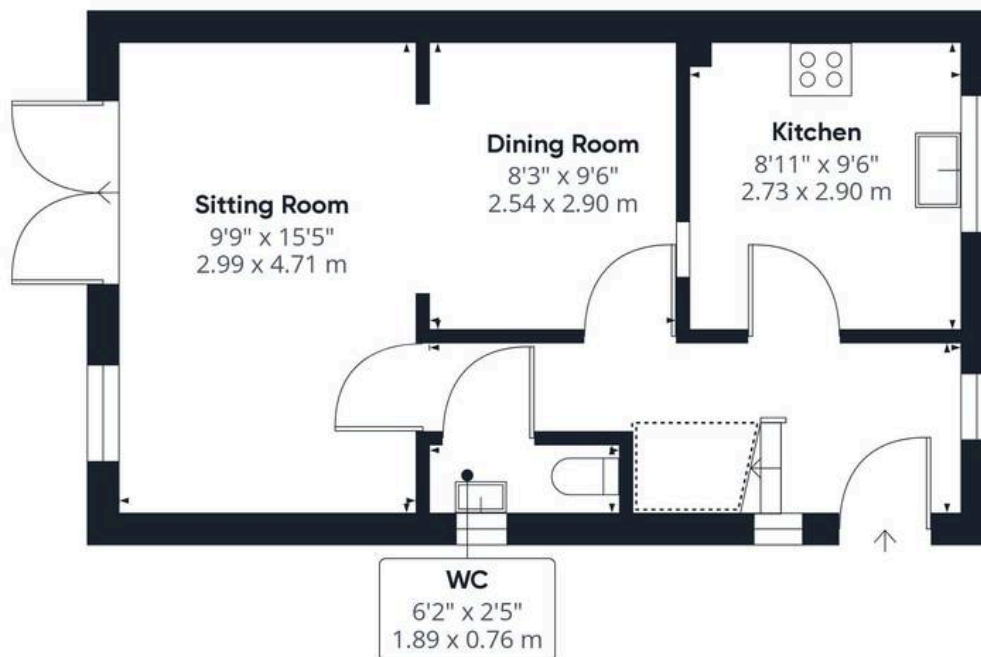 Sitting Room
9'9" x 15'5"
2.99 x 4.71 m
Dining Room
8'3" x 9'6"
2.54 x 2.90 m
Kitchen
8'11" x 9'6"
2.73 x 2.90 m
WC
6'2" x 2'5"
1.89 x 0.76 m